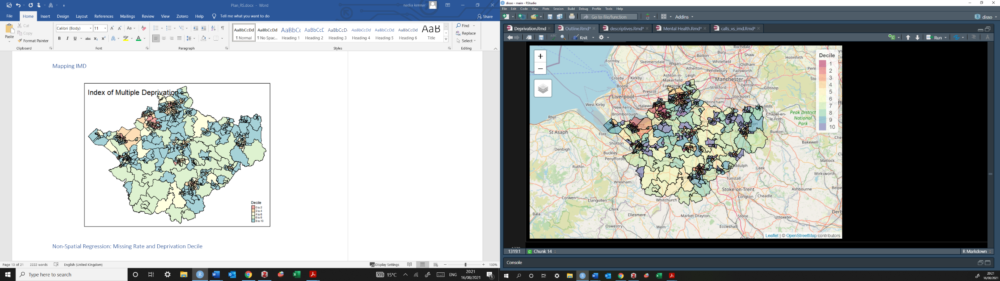 Plan_RS.docx - Word
nadia kennar
File Home Insert Design Layout References Mailings Review View Zotero Help Tell me what you want to do
Share
Paste
Cut
Copy
Format Painter
Clipboard
Calibri (Body) 11
Font
Paragraph
AaBbCcDd AaBbCcDd AaBbCc AaBbCcE AaBbCcD AaBbCcDd AaBbCcDd AaBbCcDd AaB
¶ Normal ¶ No Spac... Heading 1 Heading 2 Heading 3 Heading 4 Heading 5 Heading 6 Title
Styles
Find
Replace
Select
Editing
Mapping IMD
Index of Multiple Deprivation
Decile
0 to 2
2 to 4
4 to 6
6 to 8
8 to 10
Non-Spatial Regression: Missing Rate and Deprivation Decile
Page 13 of 21 2222 words English (United Kingdom)
Display Settings
130%
Type here to search
15°C ENG
20:21
16/08/2021
disso - main - RStudio
File Edit Code View Plots Session Build Debug Profile Tools Help
Go to file/function Addins
disso
Deprivation.Rmd Outline.Rmd* descriptives.Rmd* Mental Health.Rmd* calls_vs_imd.Rmd*
Knit
Run
+
−
Decile
1
2
3
4
5
6
7
8
9
10
Rochdale
Bury
Bolton
Shaw
Formby
Skelmersdale
Wigan
Whitefield
Holmfirth
Oldham
Atherton
Pendlebury
Failsworth
Crosby
Kirkby
Ashton-in-
Makerfield
Leigh
Manchester
Bootle
Earlestown
Stretford
Denton
Glossop
Liverpool
Prescot
Stockport
West Kirby
New Ferry
Halewo
Altrincham
Mills
Bromborough
Chapel-en-
le-Frith
Peak District
National
Park
Rhyl
St Asaph
Flint
Buxton
Shotton
Bakewell
Denbigh
Buckley
Penyffordd
Matlock
Ruthin
Leek
Wirksworth
Wrexham
Tunstall
Stoke-on-Trent
Ashbourne
Belpe
Corwen
Llangollen
Whitchurch
Longton
Cheadle
Chirk
Bala
Ellesmere
Market Drayton
Stone
Uttoxeter
Derb
Oswestry
Wem
Eccleshall
Leaflet | © OpenStreetMap contributors
1319:1 Chunk 14
R Markdown
Console
20:21
16/08/2021